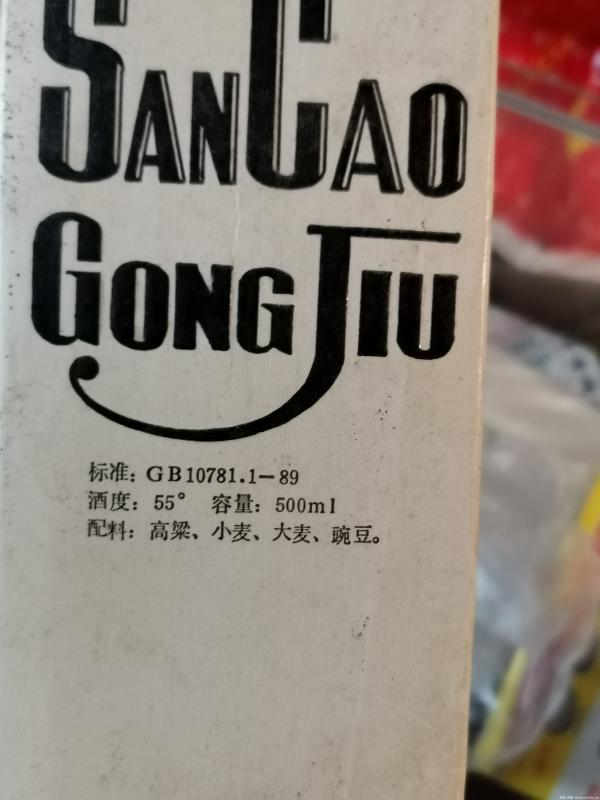 SANCAO
GONGJIU
标准：GB10781.1－89
酒度：55° 容量：500ml
配料：高粱、小麦、大麦、豌豆。